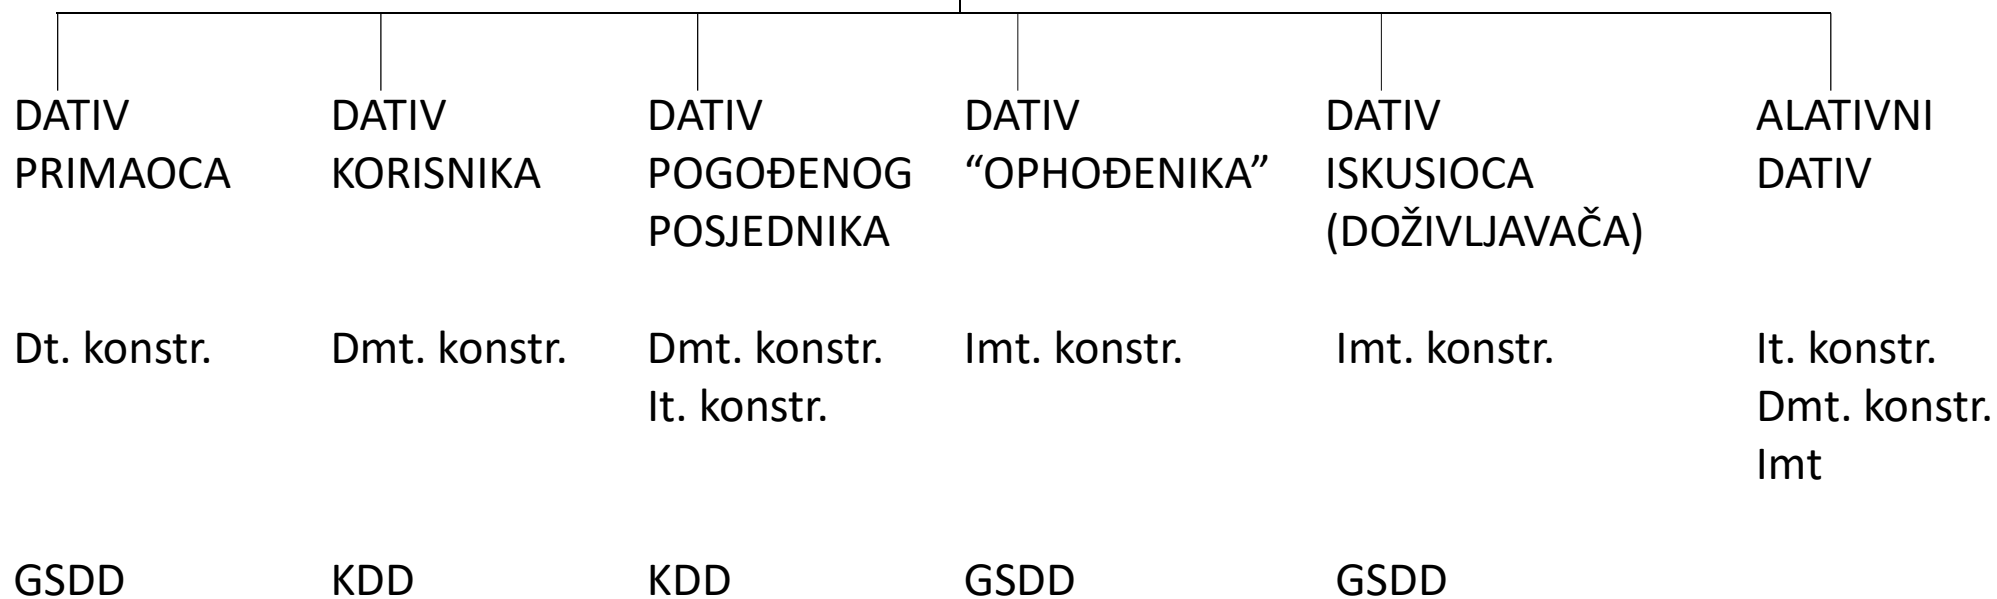 DATIV
PRIMAOCA
DATIV
KORISNIKA
DATIV
POGOĐENOG
POSJEDNIKA
DATIV
“OPHOĐENIKA”
DATIV
ISKUSIOCA
(DOŽIVLJAVAČA)
ALATIVNI
DATIV
Dt. konstr.
Dmt. konstr.
Dmt. konstr.
It. konstr.
Imt. konstr.
Imt. konstr.
It. konstr.
Dmt. konstr.
Imt
GSDD
KDD
KDD
GSDD
GSDD